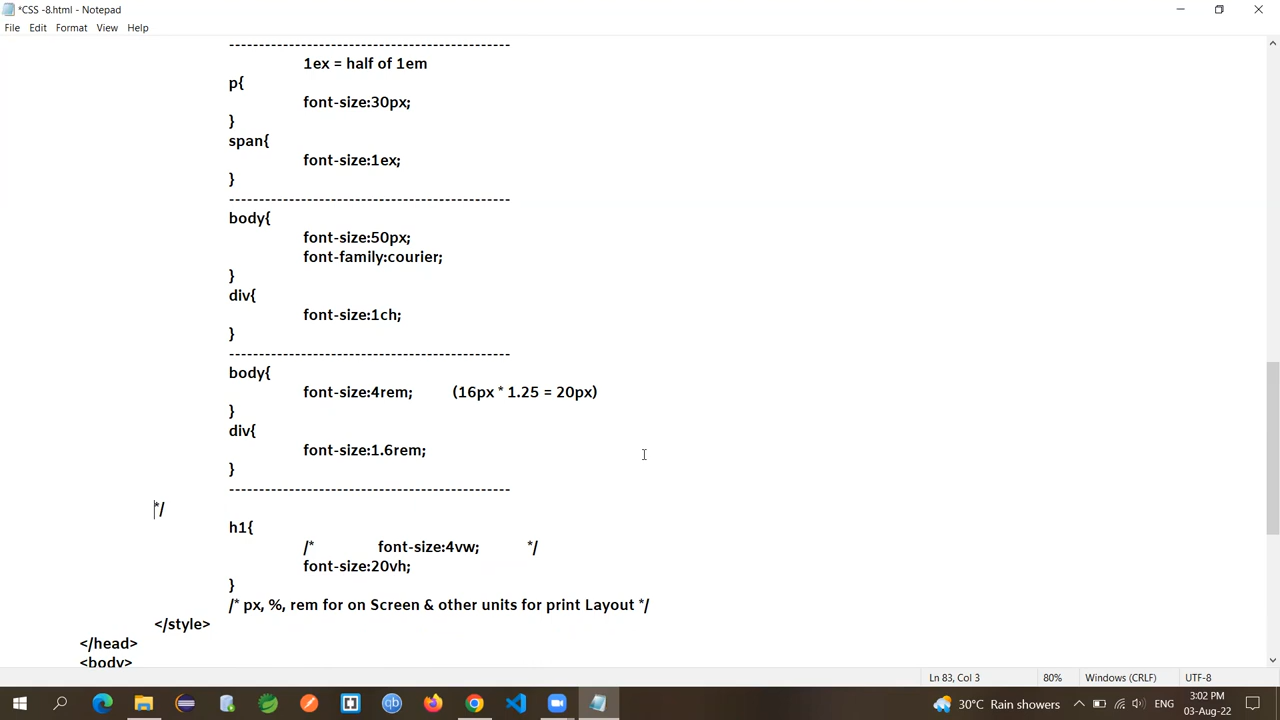 *CSS -8.html - Notepad
File Edit Format View Help
----------------------------------------------
1ex = half of 1em
p{
font-size:30px;
}
span{
font-size:1ex;
}
----------------------------------------------
body{
font-size:50px;
font-family:courier;
}
div{
font-size:1ch;
}
----------------------------------------------
body{
font-size:4rem; (16px * 1.25 = 20px)
}
div{
font-size:1.6rem;
}
----------------------------------------------
*/
h1{
/* font-size:4vw; */
font-size:20vh;
}
/* px, %, rem for on Screen & other units for print Layout */
</style>
</head>
<body>
Ln 83, Col 3 80% Windows (CRLF) UTF-8
qb
30°C Rain showers ENG 3:02 PM
03-Aug-22